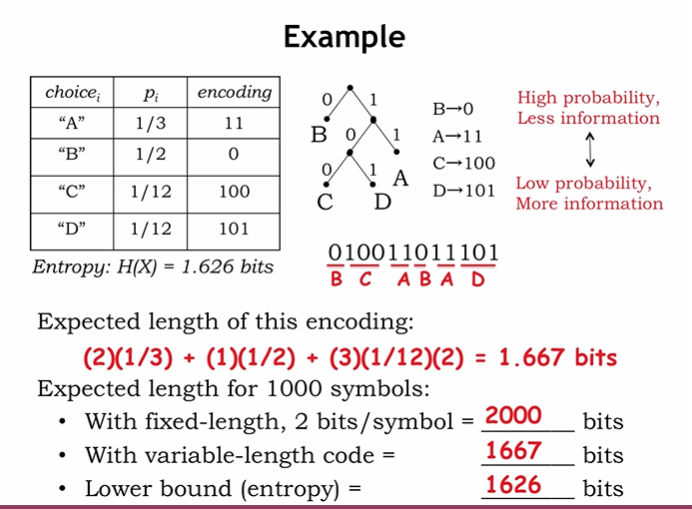 Example
choiceᵢ pᵢ encoding
“A” 1/3 11
“B” 1/2 0
“C” 1/12 100
“D” 1/12 101
Entropy: H(X) = 1.626 bits
0 1
B 0 1
0 1 A
C D
B→0
A→11
C→100
D→101
High probability,
Less information
Low probability,
More information
010011011101
B C A B A D
Expected length of this encoding:
(2)(1/3) + (1)(1/2) + (3)(1/12)(2) = 1.667 bits
Expected length for 1000 symbols:
• With fixed-length, 2 bits/symbol = 2000 bits
• With variable-length code = 1667 bits
• Lower bound (entropy) = 1626 bits